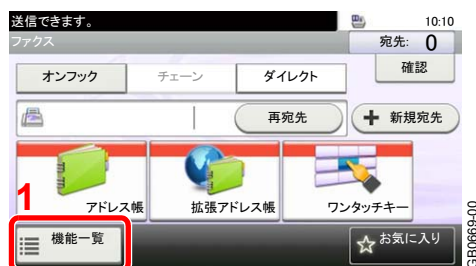 送信できます。 10:10
ファクス 宛先: 0
オンフック チェーン ダイレクト 確認
再宛先 + 新規宛先
1
アドレス帳 拡張アドレス帳 ワンタッチキー
機能一覧 お気に入り
GB0669-00